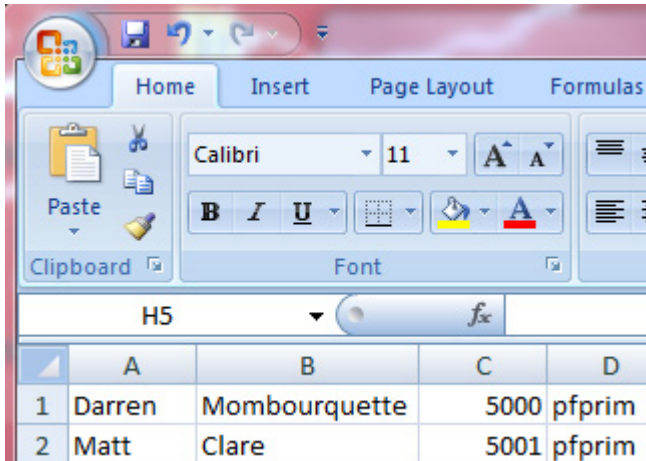 Home Insert Page Layout Formulas
Calibri 11 A A
Paste B I U A
Clipboard Font
H5 fx
A B C D
1 Darren Mombourquette 5000 pfprim
2 Matt Clare 5001 pfprim